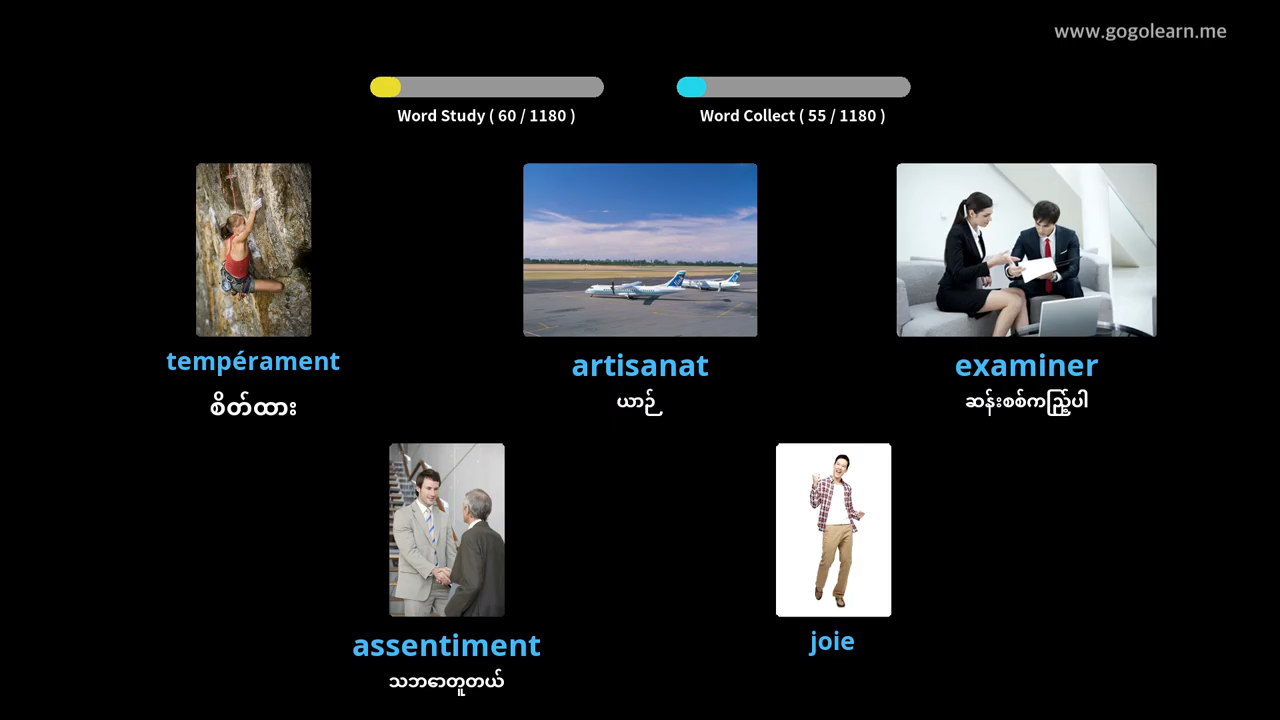 www.gogolearn.me
Word Study ( 60 / 1180 )
Word Collect ( 55 / 1180 )
tempérament
စိတ်ထား
artisanat
ယာဉ်
examiner
ဆန်းစစ်ကြည့်ပါ
assentiment
သဘောတူတယ်
joie